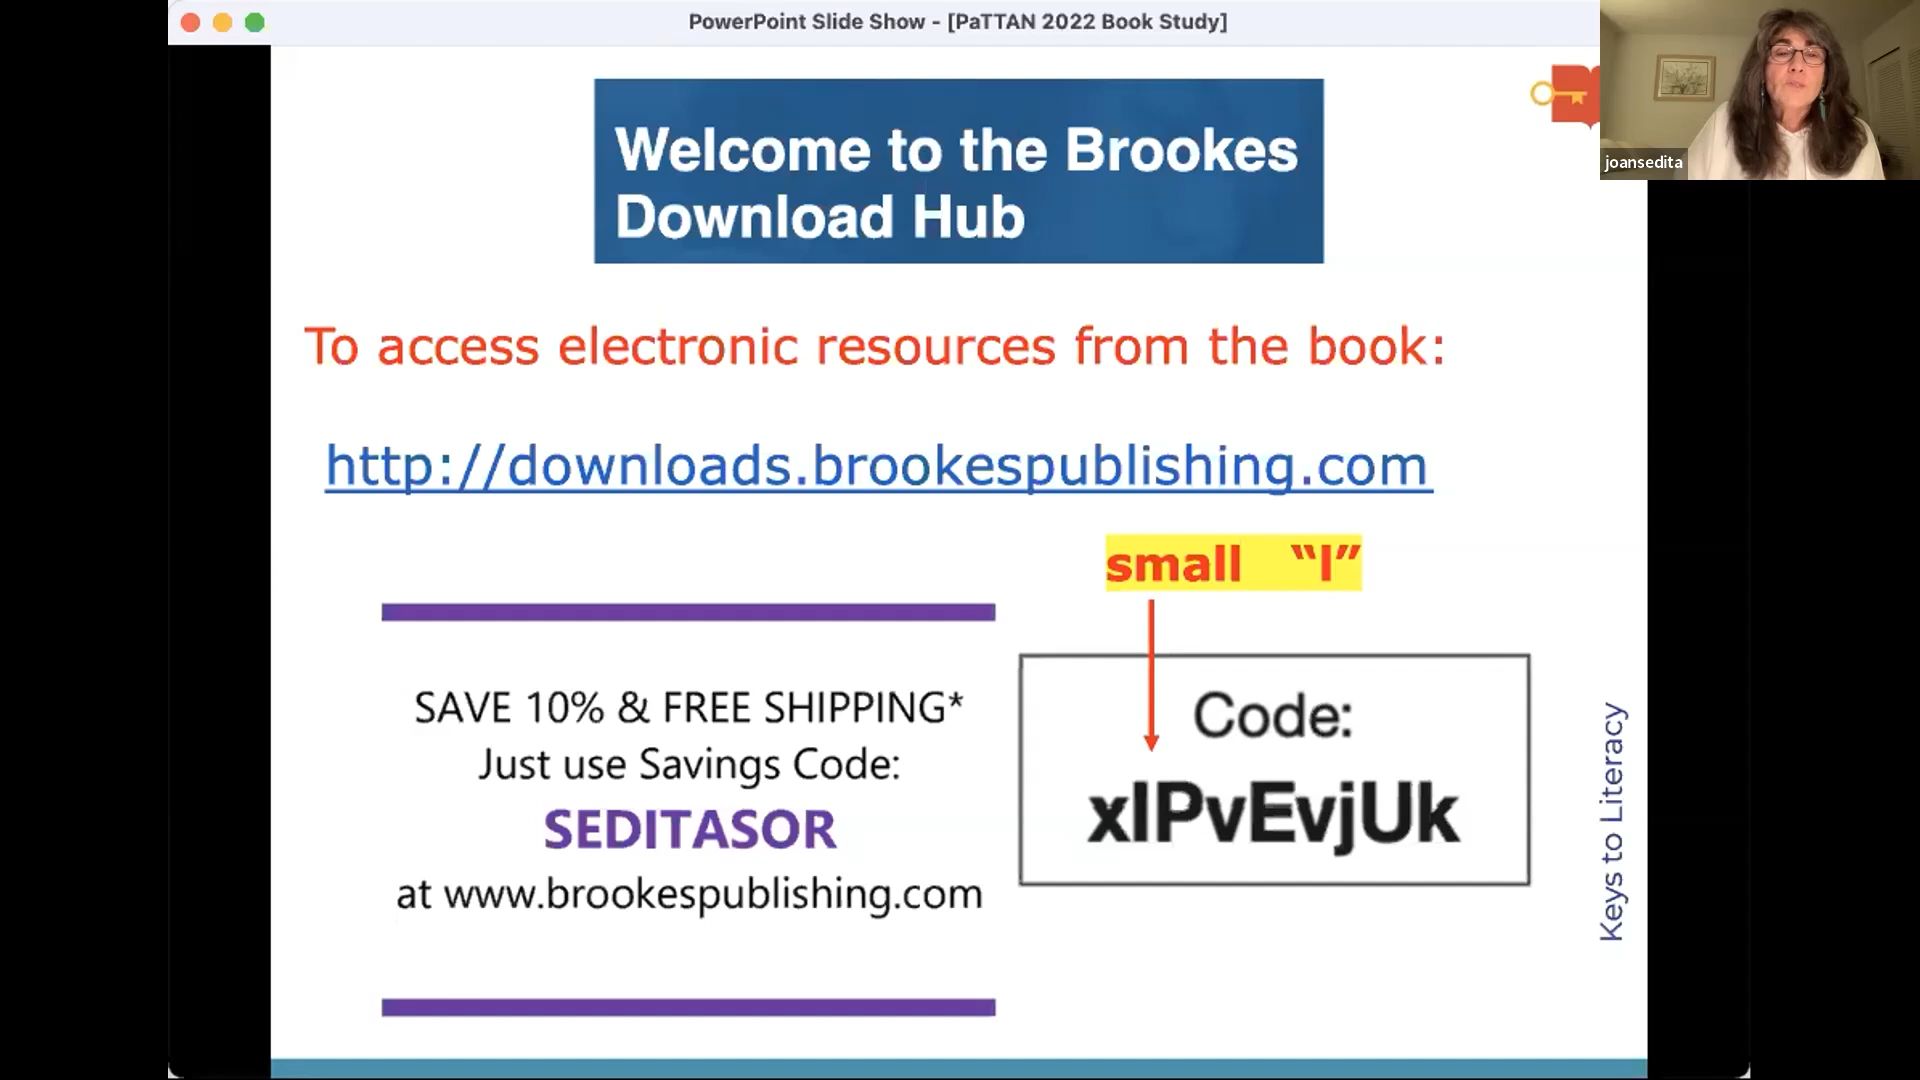 PowerPoint Slide Show - [PaTTAN 2022 Book Study]
joansedita
Welcome to the Brookes
Download Hub
To access electronic resources from the book:
http://downloads.brookespublishing.com
small “l”
SAVE 10% & FREE SHIPPING*
Just use Savings Code:
SEDITASOR
at www.brookespublishing.com
Code:
xlPvEvjUk
Keys to Literacy